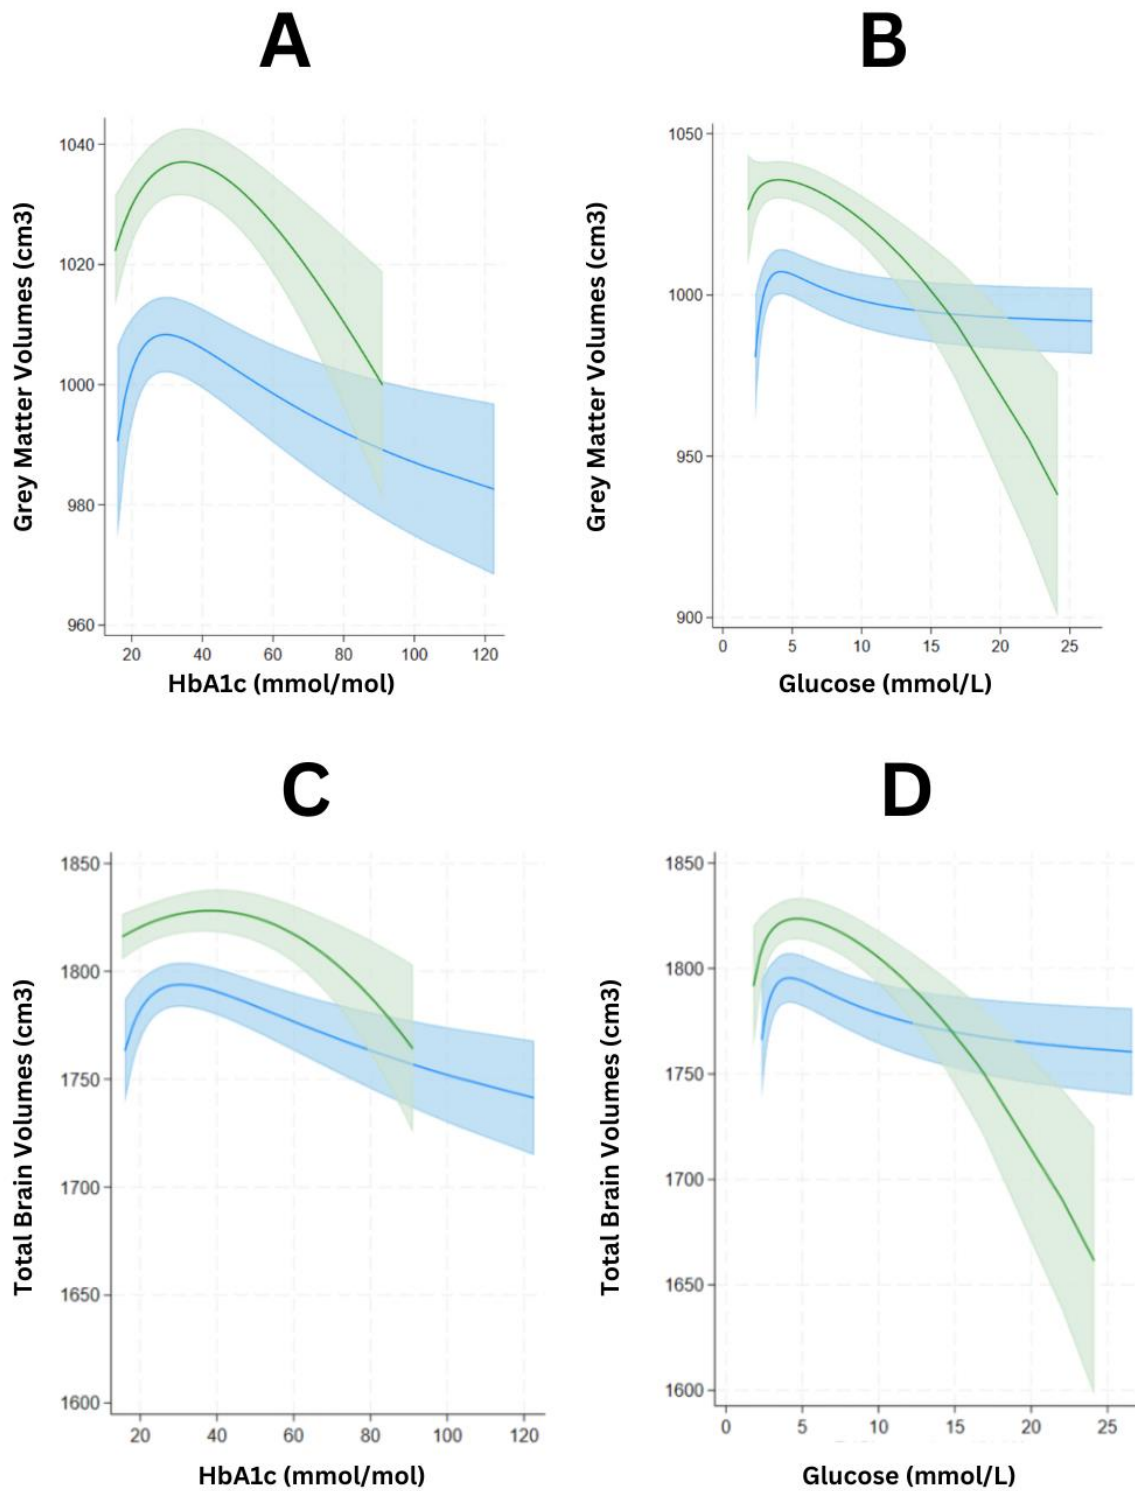 A
B
Grey Matter Volumes (cm3)
1040
1020
1000
980
960
20 40 60 80 100 120
HbA1c (mmol/mol)
Grey Matter Volumes (cm3)
1050
1000
950
900
0 5 10 15 20 25
Glucose (mmol/L)
C
D
Total Brain Volumes (cm3)
1850
1800
1750
1700
1650
1600
20 40 60 80 100 120
HbA1c (mmol/mol)
Total Brain Volumes (cm3)
1850
1800
1750
1700
1650
1600
0 5 10 15 20 25
Glucose (mmol/L)